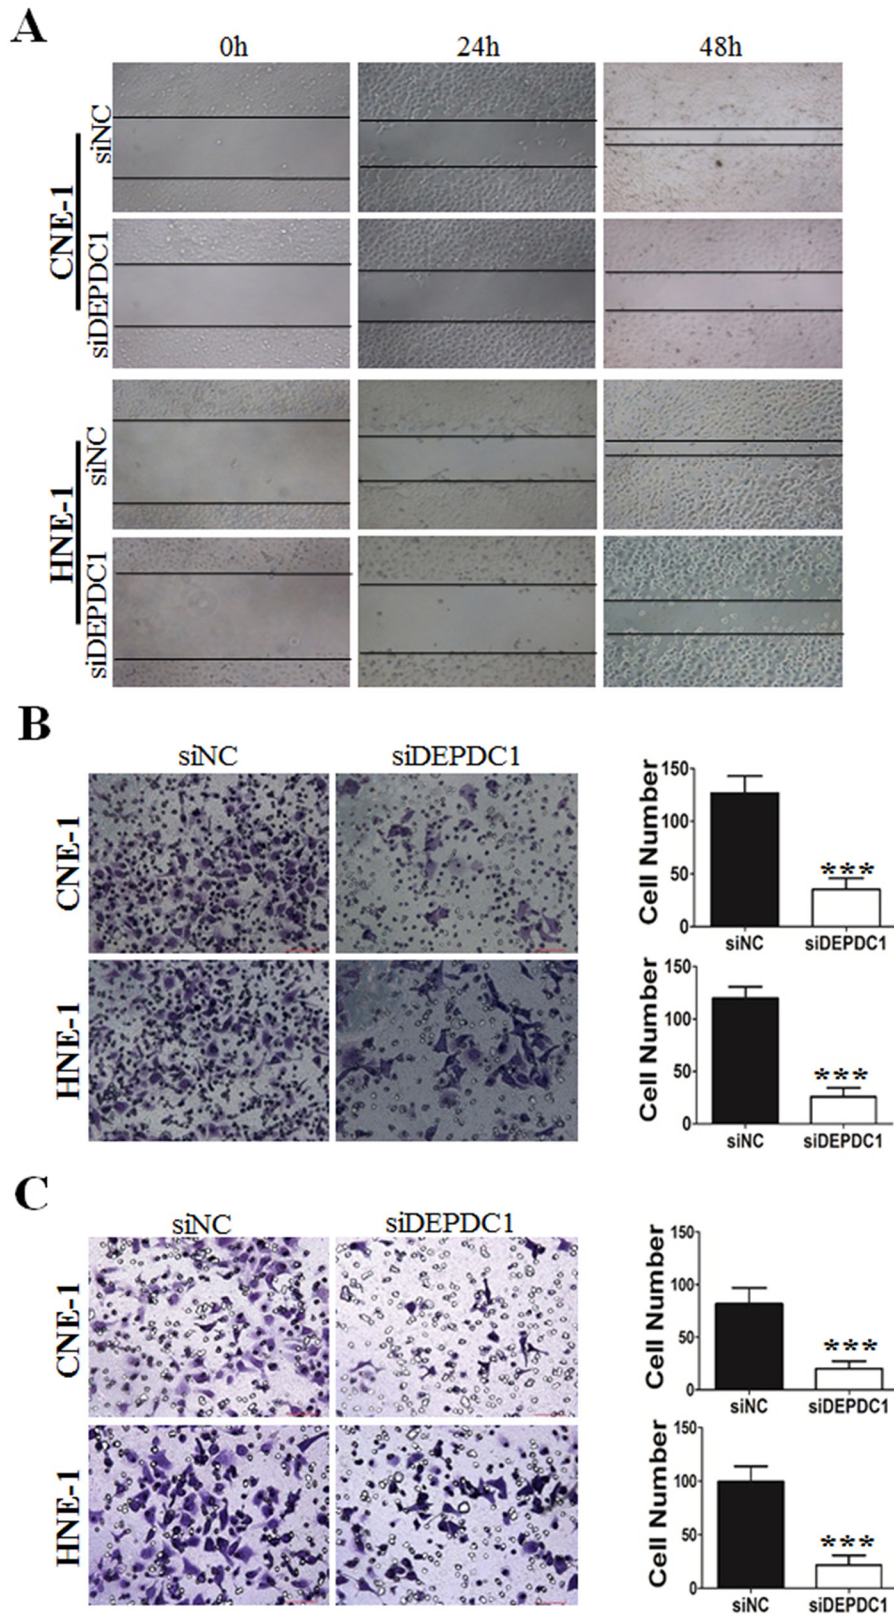 A
0h 24h 48h
CNE-1
siNC
siDEPDC1
HNE-1
siNC
siDEPDC1
B
siNC siDEPDC1
CNE-1
HNE-1
Cell Number
150
100
50
0
***
siNC siDEPDC1
Cell Number
150
100
50
0
***
siNC siDEPDC1
C
siNC siDEPDC1
CNE-1
HNE-1
Cell Number
150
100
50
0
***
siNC siDEPDC1
Cell Number
150
100
50
0
***
siNC siDEPDC1